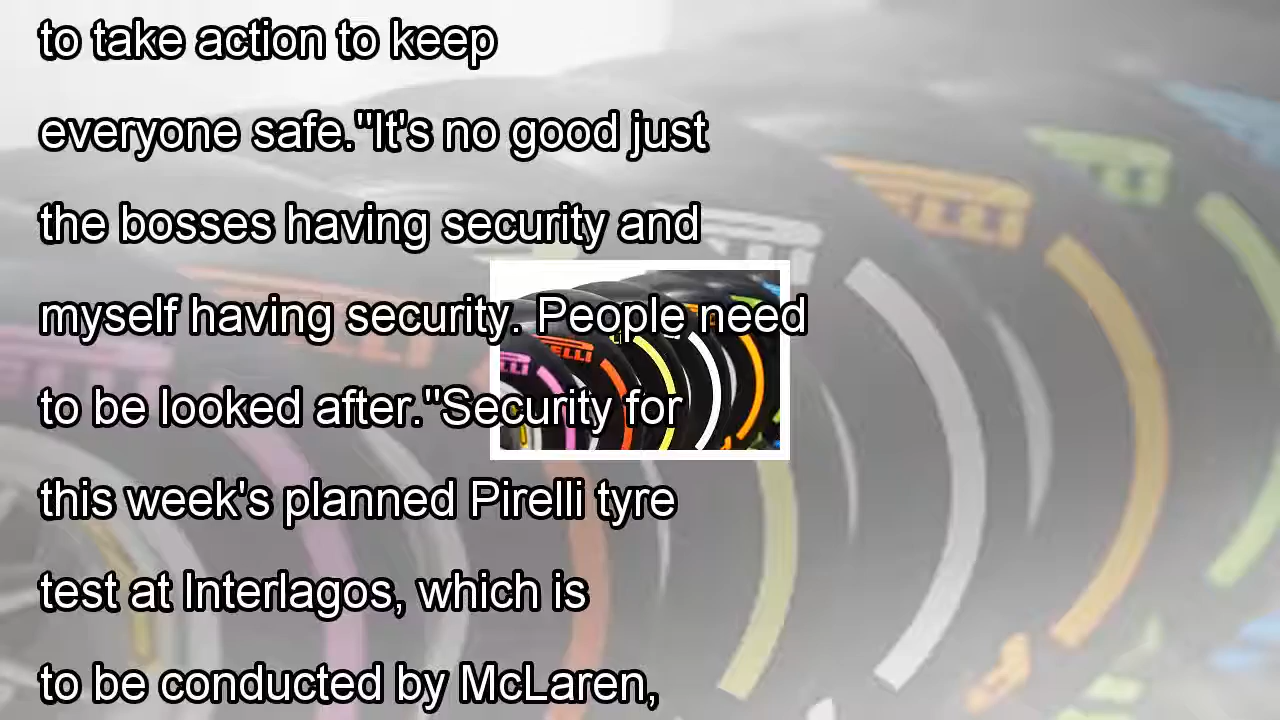 to take action to keep
everyone safe."It's no good just
the bosses having security and
myself having security. People need
to be looked after."Security for
this week's planned Pirelli tyre
test at Interlagos, which is
to be conducted by McLaren,